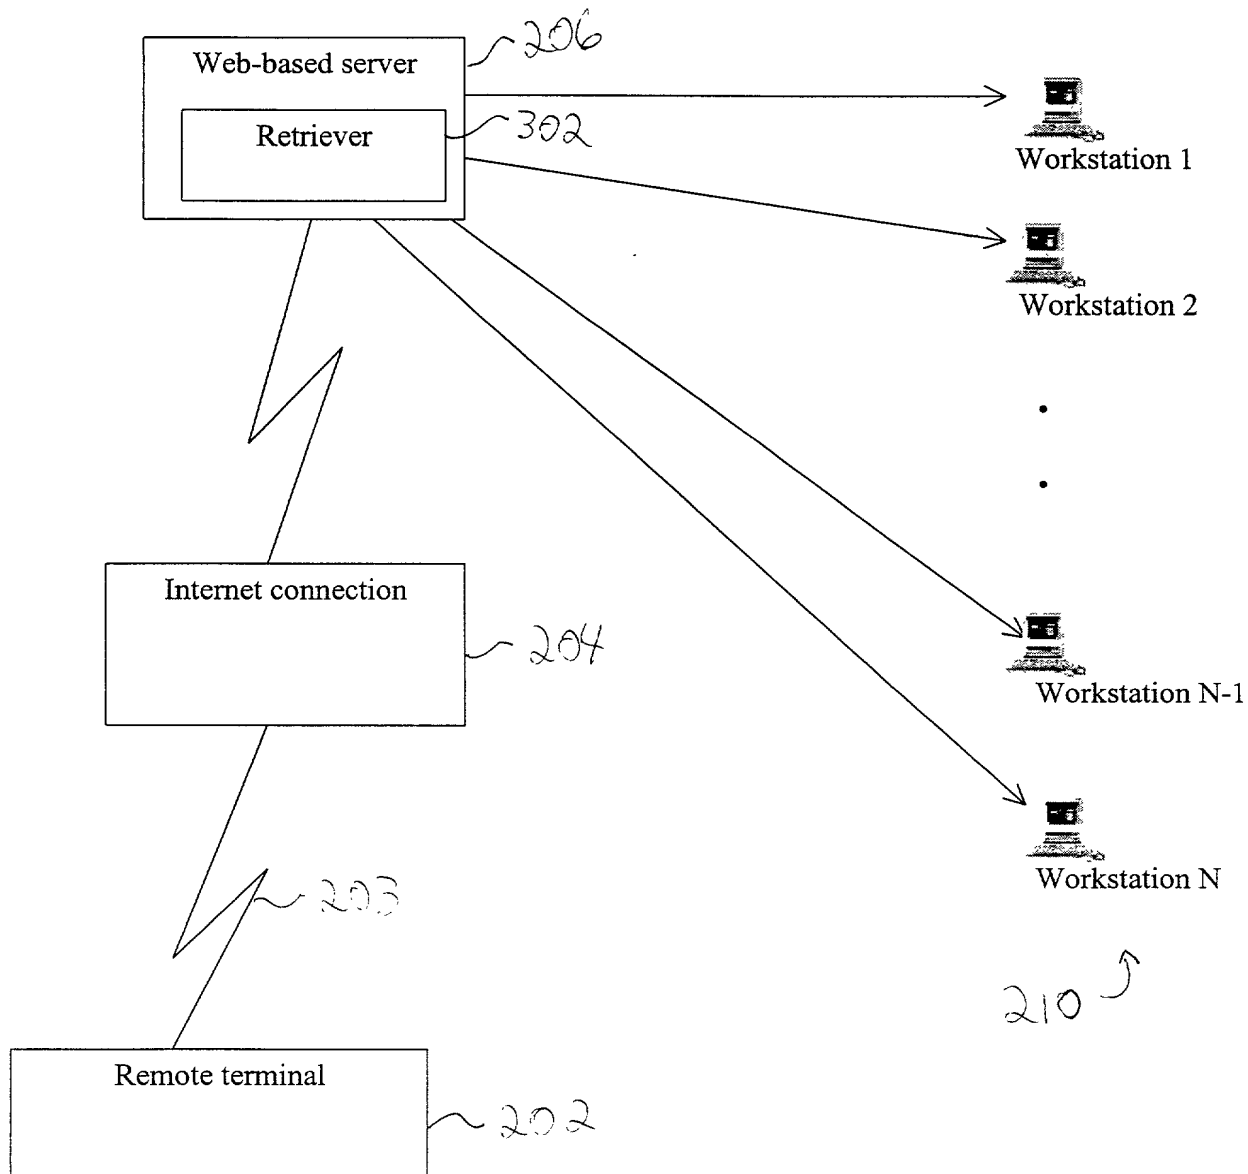 Web-based server
206
Retriever
302
Workstation 1
Workstation 2
Internet connection
204
Workstation N-1
Workstation N
203
210
Remote terminal
202